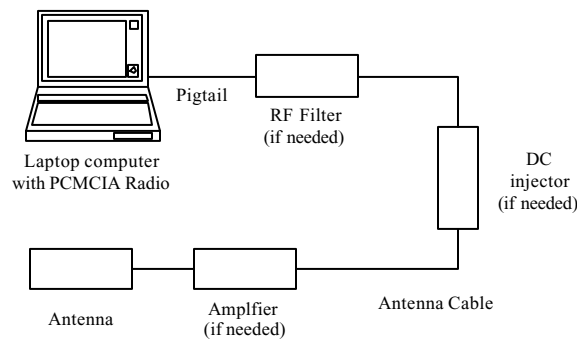 Pigtail
RF Filter
(if needed)
Laptop computer
with PCMCIA Radio
DC
injector
(if needed)
Antenna
Amplfier
(if needed)
Antenna Cable